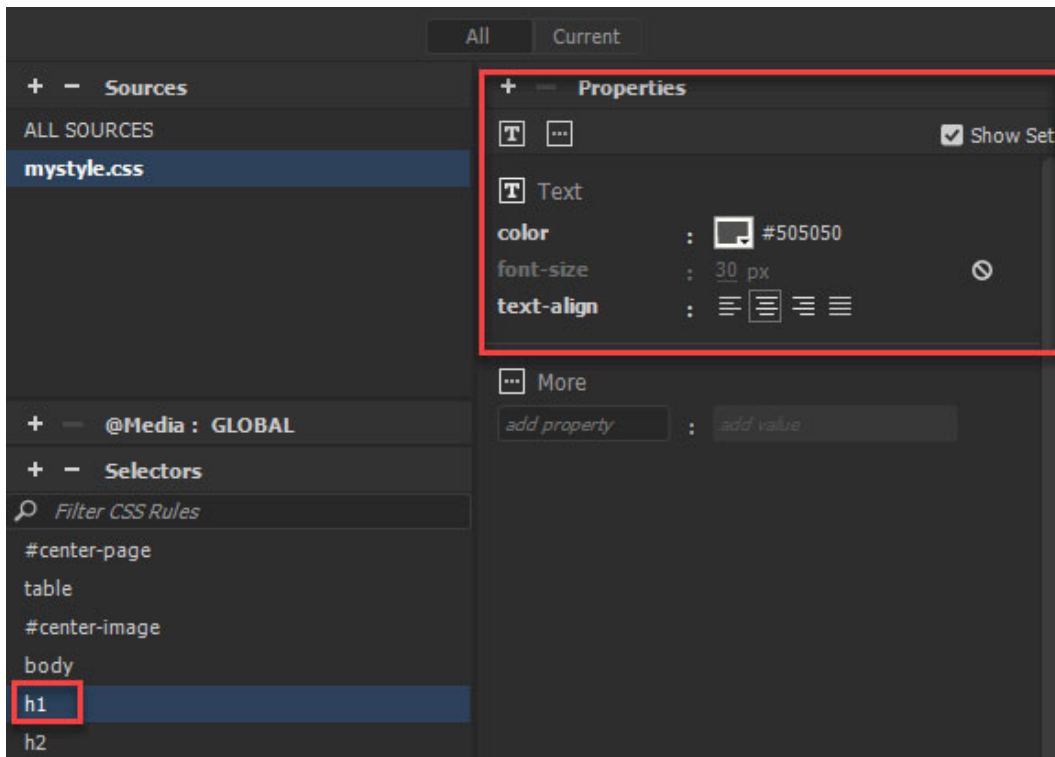 All Current
+ − Sources
ALL SOURCES
mystyle.css
+ − @Media : GLOBAL
+ − Selectors
Filter CSS Rules
#center-page
table
#center-image
body
h1
h2
+ − Properties
T Show Set
T Text
color : #505050
font-size : 30 px
text-align :
More
add property : add value